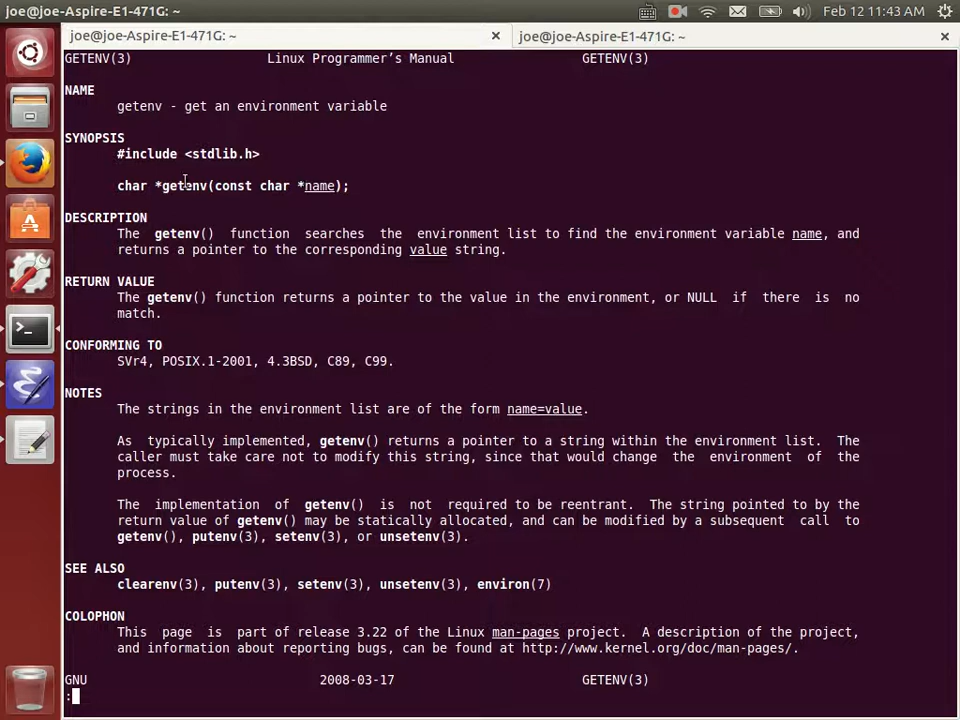 joe@joe-Aspire-E1-471G: ~
Feb 12 11:43 AM
joe@joe-Aspire-E1-471G: ~
joe@joe-Aspire-E1-471G: ~
GETENV(3) Linux Programmer's Manual GETENV(3)
NAME
getenv - get an environment variable
SYNOPSIS
#include <stdlib.h>
char *getenv(const char *name);
DESCRIPTION
The getenv() function searches the environment list to find the environment variable name, and
returns a pointer to the corresponding value string.
RETURN VALUE
The getenv() function returns a pointer to the value in the environment, or NULL if there is no
match.
CONFORMING TO
SVr4, POSIX.1-2001, 4.3BSD, C89, C99.
NOTES
The strings in the environment list are of the form name=value.
As typically implemented, getenv() returns a pointer to a string within the environment list. The
caller must take care not to modify this string, since that would change the environment of the
process.
The implementation of getenv() is not required to be reentrant. The string pointed to by the
return value of getenv() may be statically allocated, and can be modified by a subsequent call to
getenv(), putenv(3), setenv(3), or unsetenv(3).
SEE ALSO
clearenv(3), putenv(3), setenv(3), unsetenv(3), environ(7)
COLOPHON
This page is part of release 3.22 of the Linux man-pages project. A description of the project,
and information about reporting bugs, can be found at http://www.kernel.org/doc/man-pages/.
GNU 2008-03-17 GETENV(3)
: